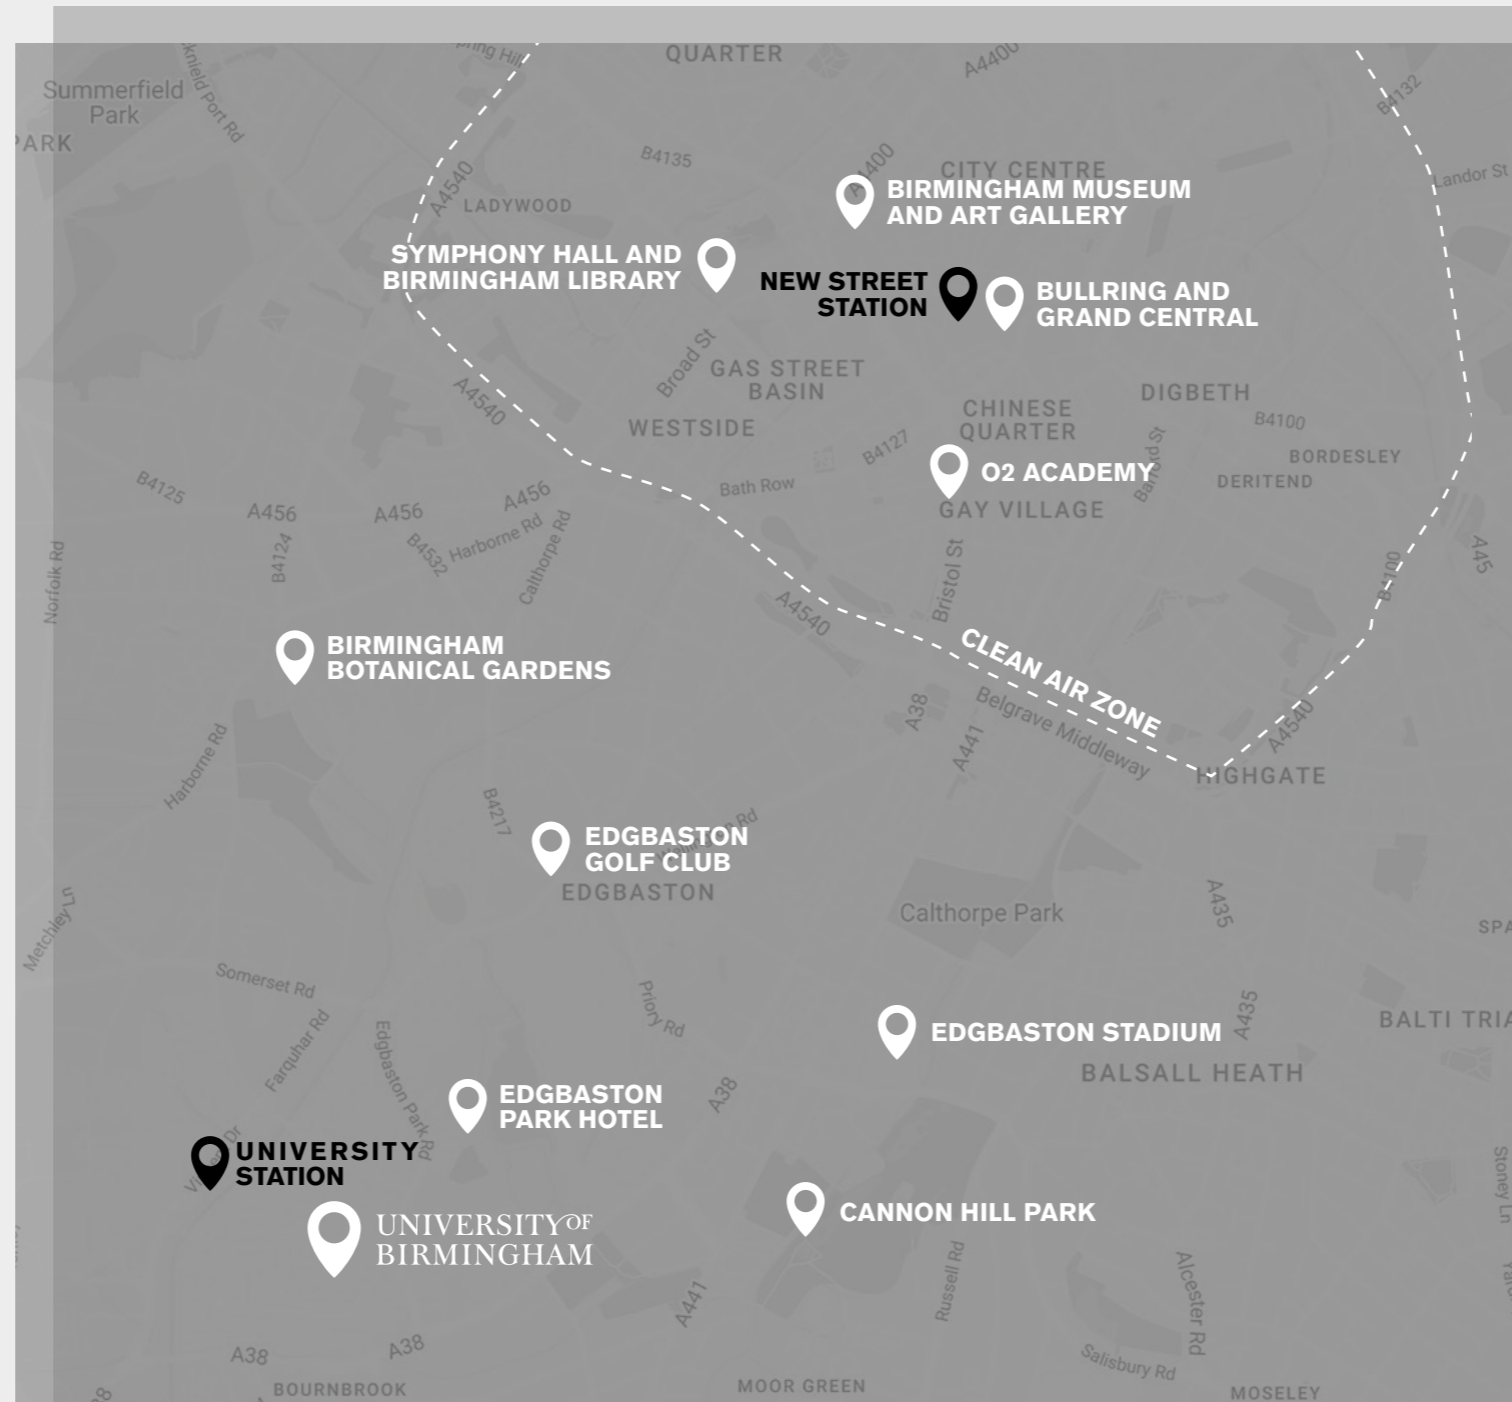 QUARTER
A4400
Summerfield
Park
B4132
PARK
B4135
A4400
CITY CENTRE
Landor St
A4540
LADYWOOD
BIRMINGHAM MUSEUM
AND ART GALLERY
SYMPHONY HALL AND
BIRMINGHAM LIBRARY
NEW STREET
STATION
BULLRING AND
GRAND CENTRAL
Broad St
GAS STREET
BASIN
DIGBETH
A4540
CHINESE
QUARTER
B4100
WESTSIDE
B4127
BORDESLEY
O2 ACADEMY
DERITEND
B4125
Bath Row
A456
A456
A456
GAY VILLAGE
Harborne Rd
B4532
B4124
Calthorpe Rd
Norfolk Rd
Bristol St
B4100
A45
A4540
CLEAN AIR ZONE
BIRMINGHAM
BOTANICAL GARDENS
A38
A441
Belgrave Middleway
A4540
HIGHGATE
Harborne Rd
B4217
EDGBASTON
GOLF CLUB
EDGBASTON
Calthorpe Park
A435
Metchley Ln
Somerset Rd
Priory Rd
A435
Farquhar Rd
Edgbaston Park Rd
EDGBASTON STADIUM
BALSALL HEATH
EDGBASTON
PARK HOTEL
A38
UNIVERSITY
STATION
UNIVERSITY OF
BIRMINGHAM
CANNON HILL PARK
Stoney Ln
Russell Rd
A441
Alcester Rd
A38
A38
Salisbury Rd
BOURNBROOK
MOOR GREEN
MOSELEY